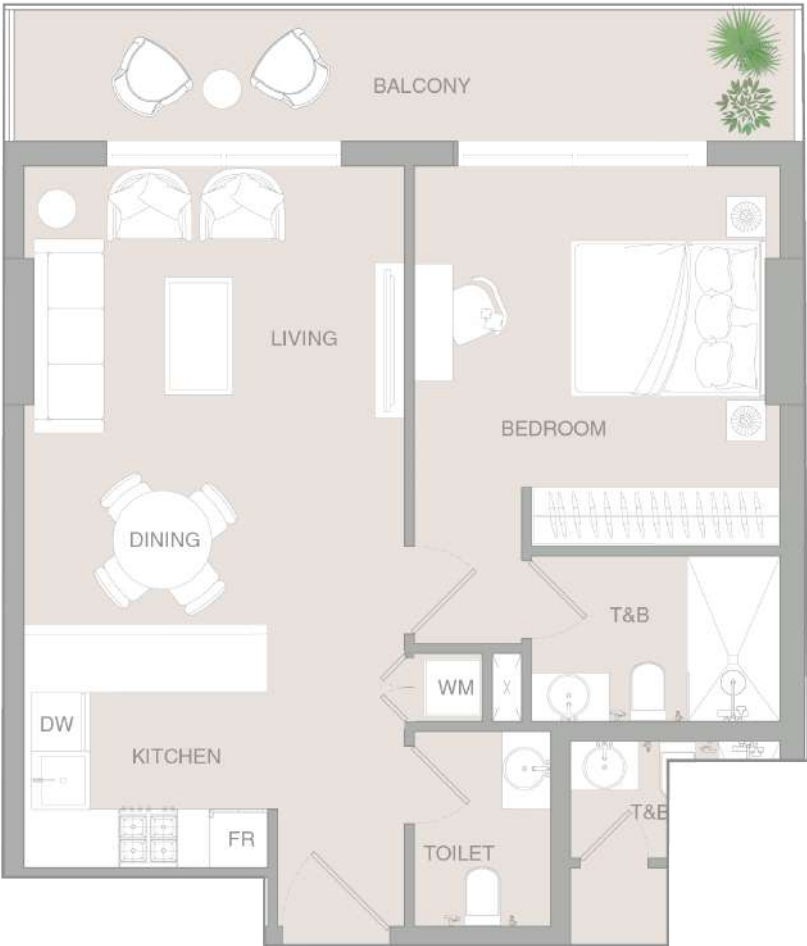 BALCONY
LIVING
BEDROOM
DINING
T&B
WM
DW
KITCHEN
T&B
FR
TOILET